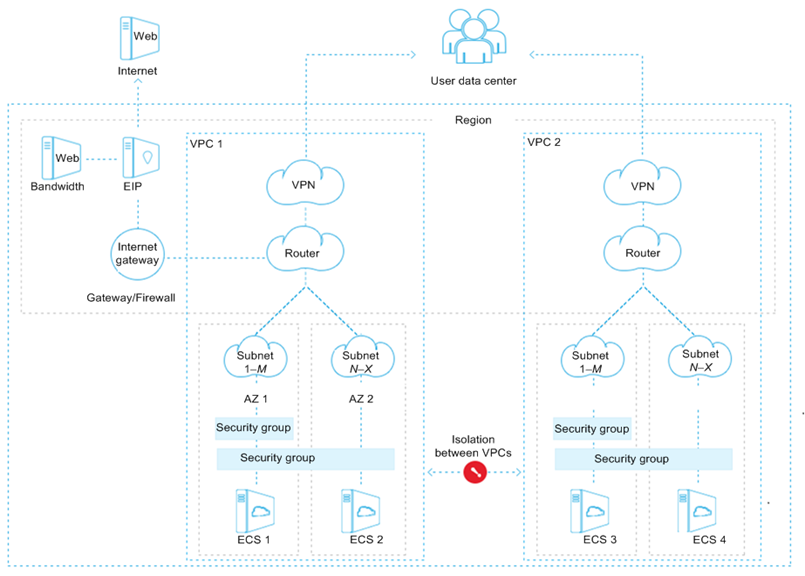 Web
Internet
User data center
Region
VPC 1
VPC 2
Web
Bandwidth
EIP
VPN
VPN
Internet
gateway
Router
Router
Gateway/Firewall
Subnet
1–M
Subnet
N–X
Subnet
1–M
Subnet
N–X
AZ 1
AZ 2
Security group
Security group
Isolation
between VPCs
Security group
Security group
ECS 1
ECS 2
ECS 3
ECS 4